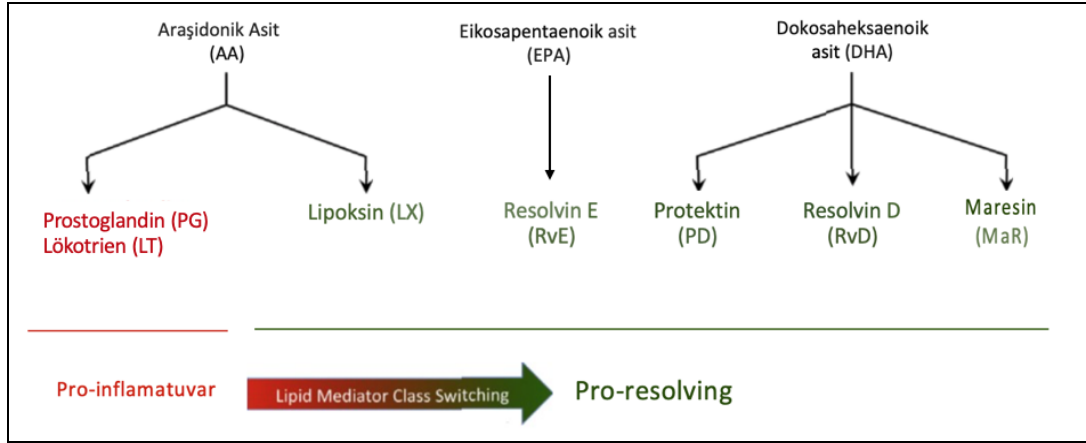 Araşidonik Asit
(AA)
Eikosapentaenoik asit
(EPA)
Dokosaheksaenoik
asit (DHA)
Prostoglandin (PG)
Lökotrien (LT)
Lipoksin (LX)
Resolvin E
(RvE)
Protektin
(PD)
Resolvin D
(RvD)
Maresin
(MaR)
Pro-inflamatuvar
Lipid Mediator Class Switching
Pro-resolving